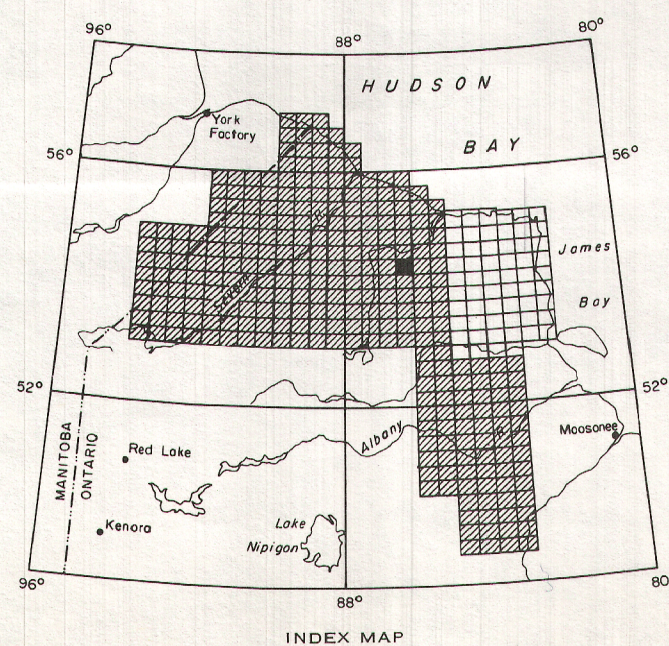 96°
88°
80°
HUDSON
BAY
York
Factory
56°
56°
James
Bay
Severn
R.
52°
52°
MANITOBA
ONTARIO
Red Lake
Albany
R.
Moosonee
Kenora
Lake
Nipigon
96°
88°
80
INDEX MAP